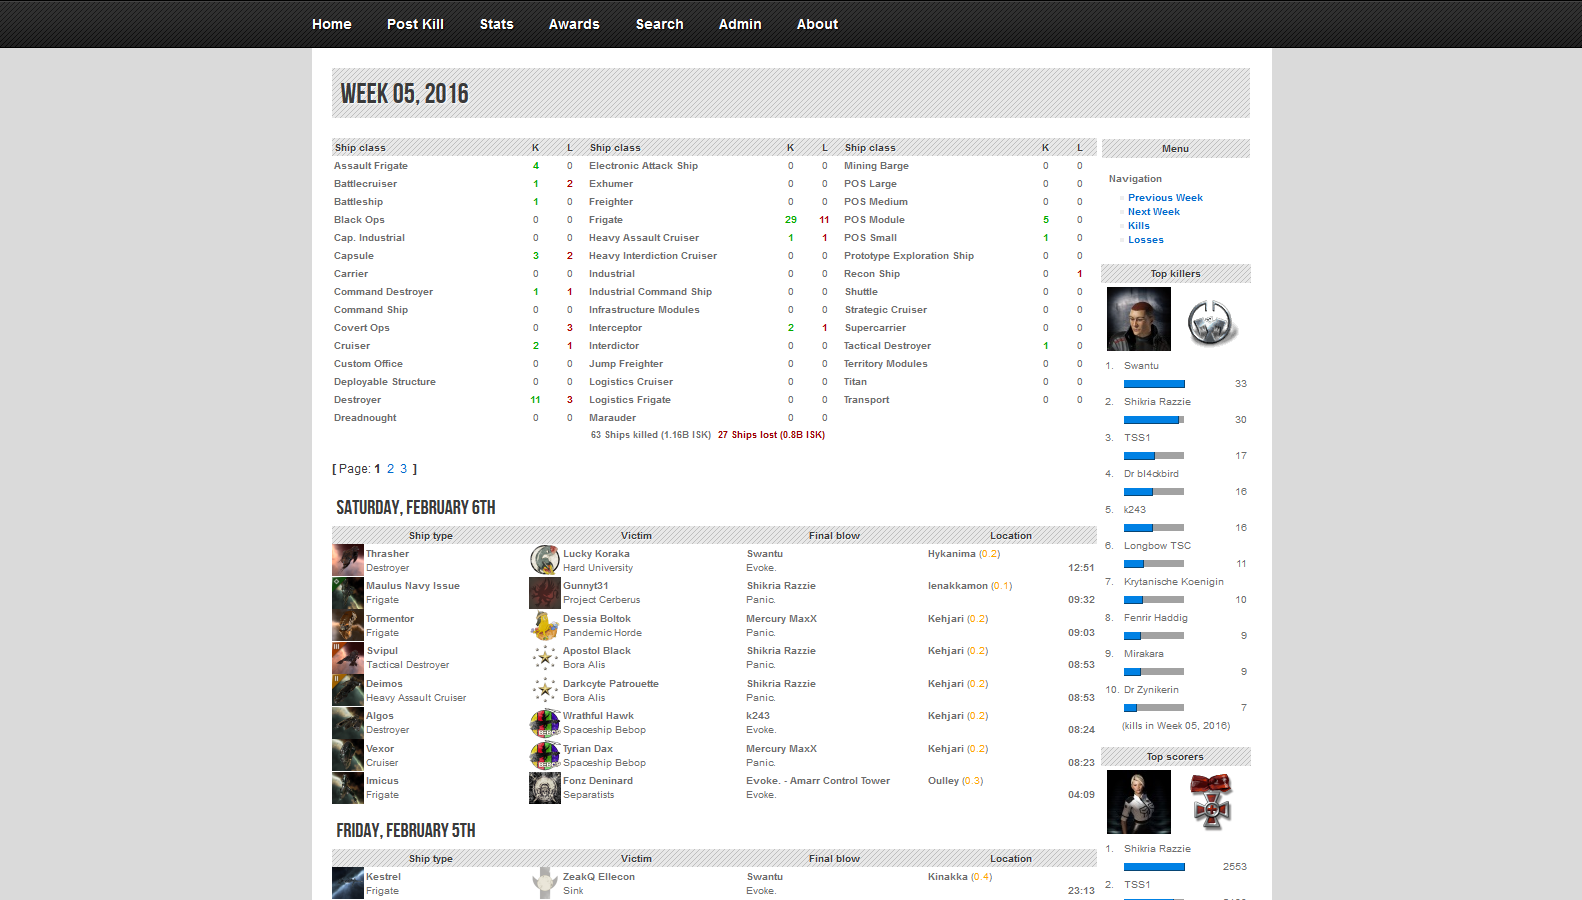 Home Post Kill Stats Awards Search Admin About
WEEK 05, 2016
Ship class K L Ship class K L Ship class K L
Assault Frigate 4 0 Electronic Attack Ship 0 0 Mining Barge 0 0
Battlecruiser 1 2 Exhumer 0 0 POS Large 0 0
Battleship 1 0 Freighter 0 0 POS Medium 0 0
Black Ops 0 0 Frigate 29 11 POS Module 5 0
Cap. Industrial 0 0 Heavy Assault Cruiser 1 1 POS Small 1 0
Capsule 3 2 Heavy Interdiction Cruiser 0 0 Prototype Exploration Ship 0 0
Carrier 0 0 Industrial 0 0 Recon Ship 0 1
Command Destroyer 1 1 Industrial Command Ship 0 0 Shuttle 0 0
Command Ship 0 0 Infrastructure Modules 0 0 Strategic Cruiser 0 0
Covert Ops 0 3 Interceptor 2 1 Supercarrier 0 0
Cruiser 2 1 Interdictor 0 0 Tactical Destroyer 1 0
Custom Office 0 0 Jump Freighter 0 0 Territory Modules 0 0
Deployable Structure 0 0 Logistics Cruiser 0 0 Titan 0 0
Destroyer 11 3 Logistics Frigate 0 0 Transport 0 0
Dreadnought 0 0 Marauder 0 0
63 Ships killed (1.16B ISK) 27 Ships lost (0.8B ISK)
[ Page: 1 2 3 ]
SATURDAY, FEBRUARY 6TH
Ship type Victim Final blow Location
Thrasher Lucky Koraka Swantu Hykanima (0.2)
Destroyer Hard University Evoke. 12:51
Maulus Navy Issue Gunnyt31 Shikria Razzie Ienakkamon (0.1)
Frigate Project Cerberus Panic. 09:32
Tormentor Dessia Boltok Mercury MaxX Kehjari (0.2)
Frigate Pandemic Horde Panic. 09:03
Svipul Apostol Black Shikria Razzie Kehjari (0.2)
Tactical Destroyer Bora Alis Panic. 08:53
Deimos Darkcyte Patrouette Shikria Razzie Kehjari (0.2)
Heavy Assault Cruiser Bora Alis Panic. 08:53
Algos Wrathful Hawk k243 Kehjari (0.2)
Destroyer Spaceship Bebop Evoke. 08:24
Vexor Tyrian Dax Mercury MaxX Kehjari (0.2)
Cruiser Spaceship Bebop Panic. 08:23
Imicus Fonz Deninard Evoke. - Amarr Control Tower Oulley (0.3)
Frigate Separatists Evoke. 04:09
FRIDAY, FEBRUARY 5TH
Ship type Victim Final blow Location
Kestrel ZeakQ Ellecon Swantu Kinakka (0.4)
Frigate Sink Evoke. 23:13
Menu
Navigation
Previous Week
Next Week
Kills
Losses
Top killers
1. Swantu
33
2. Shikria Razzie
30
3. TSS1
17
4. Dr bl4ckbird
16
5. k243
16
6. Longbow TSC
11
7. Krytanische Koenigin
10
8. Fenrir Haddig
9
9. Mirakara
9
10. Dr Zynikerin
7
(kills in Week 05, 2016)
Top scorers
1. Shikria Razzie
2553
2. TSS1